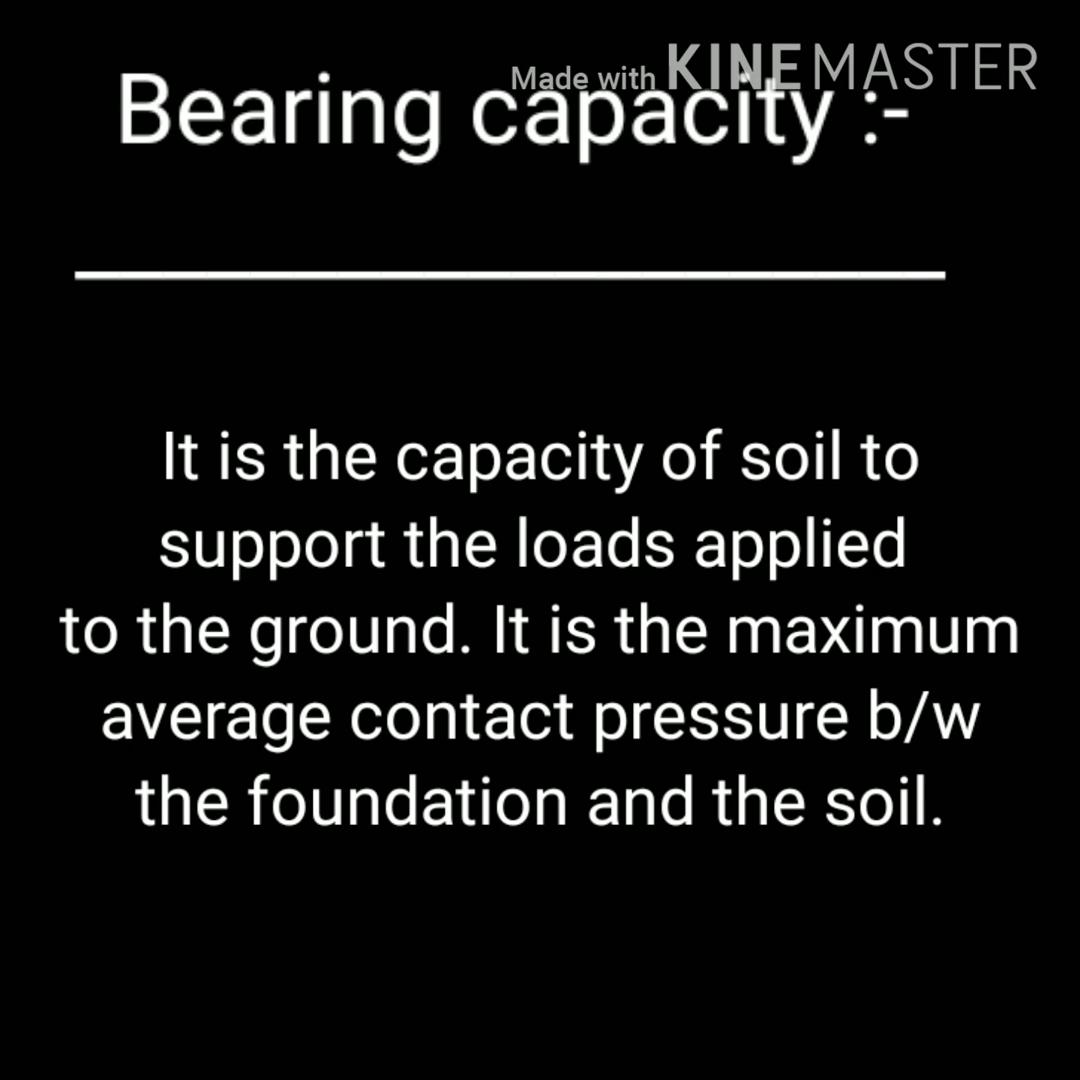 Made with KINEMASTER
Bearing capacity :-
It is the capacity of soil to
support the loads applied
to the ground. It is the maximum
average contact pressure b/w
the foundation and the soil.